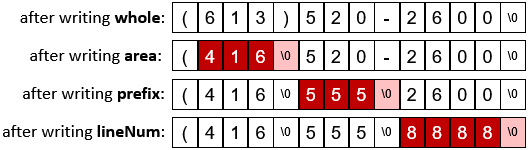 after writing whole: ( 6 1 3 ) 5 2 0 - 2 6 0 0 \0
after writing area: ( 4 1 6 \0 5 2 0 - 2 6 0 0 \0
after writing prefix: ( 4 1 6 \0 5 5 5 \0 2 6 0 0 \0
after writing lineNum: ( 4 1 6 \0 5 5 5 \0 8 8 8 8 \0